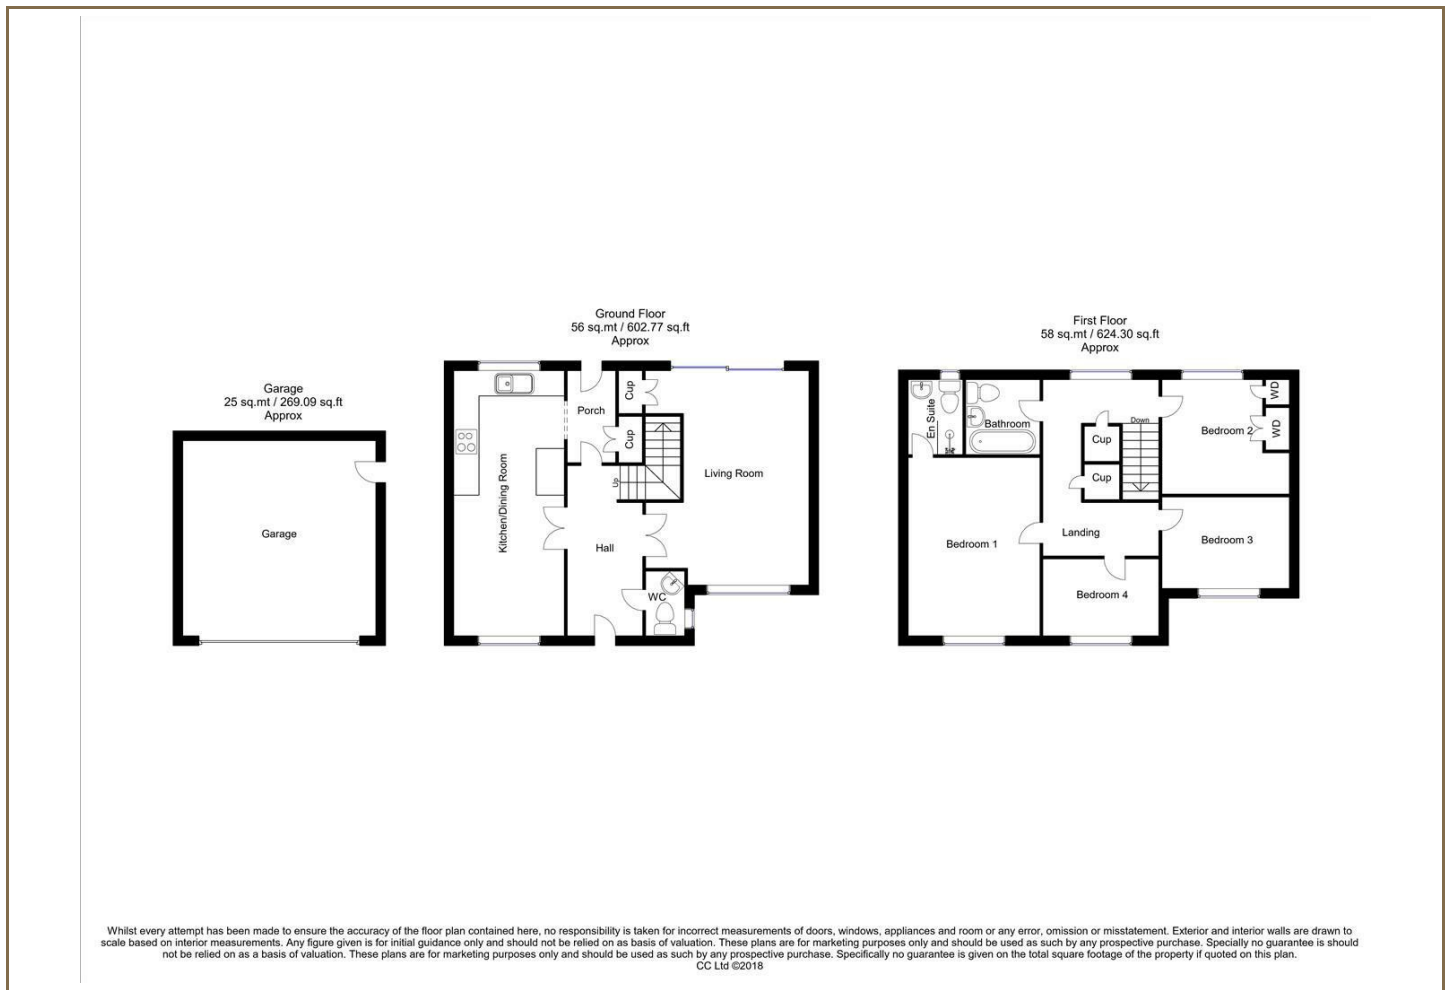 Ground Floor
56 sq.mt / 602.77 sq.ft
Approx
First Floor
58 sq.mt / 624.30 sq.ft
Approx
Garage
25 sq.mt / 269.09 sq.ft
Approx
Garage
Kitchen/Dining Room
Porch
Cup
Cup
Up
Living Room
Hall
WC
En Suite
Bathroom
Down
Cup
Cup
Bedroom 2
WD
WD
Bedroom 1
Landing
Bedroom 3
Bedroom 4
Whilst every attempt has been made to ensure the accuracy of the floor plan contained here, no responsibility is taken for incorrect measurements of doors, windows, appliances and room or any error, omission or misstatement. Exterior and interior walls are drawn to
scale based on interior measurements. Any figure given is for initial guidance only and should not be relied on as basis of valuation. These plans are for marketing purposes only and should be used as such by any prospective purchase. Specially no guarantee is should
not be relied on as a basis of valuation. These plans are for marketing purposes only and should be used as such by any prospective purchase. Specifically no guarantee is given on the total square footage of the property if quoted on this plan.
CC Ltd ©2018